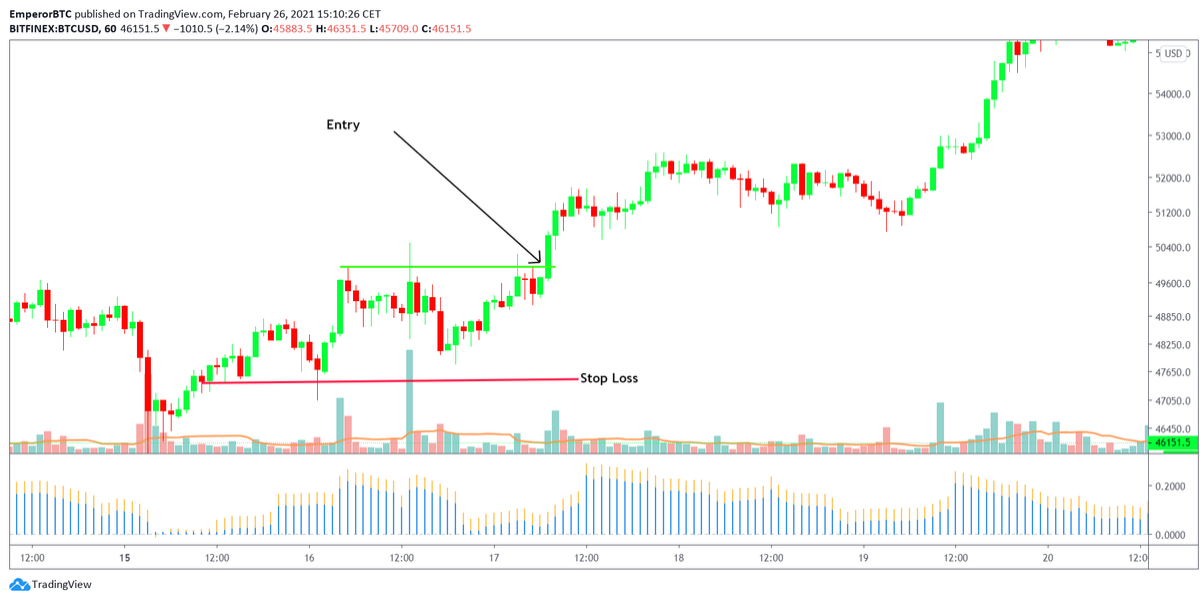 EmperorBTC published on TradingView.com, February 26, 2021 15:10:26 CET
BITFINEX:BTCUSD, 60 46151.5 ▼ −1010.5 (−2.14%) O:45883.5 H:46351.5 L:45709.0 C:46151.5
USD
Entry
54000.0
53000.0
52000.0
51200.0
50400.0
49600.0
48850.0
48250.0
Stop Loss
47650.0
47050.0
46450.0
46151.5
0.2000
0.0000
12:00 15 12:00 16 12:00 17 12:00 18 12:00 19 12:00 20 12:0
TradingView